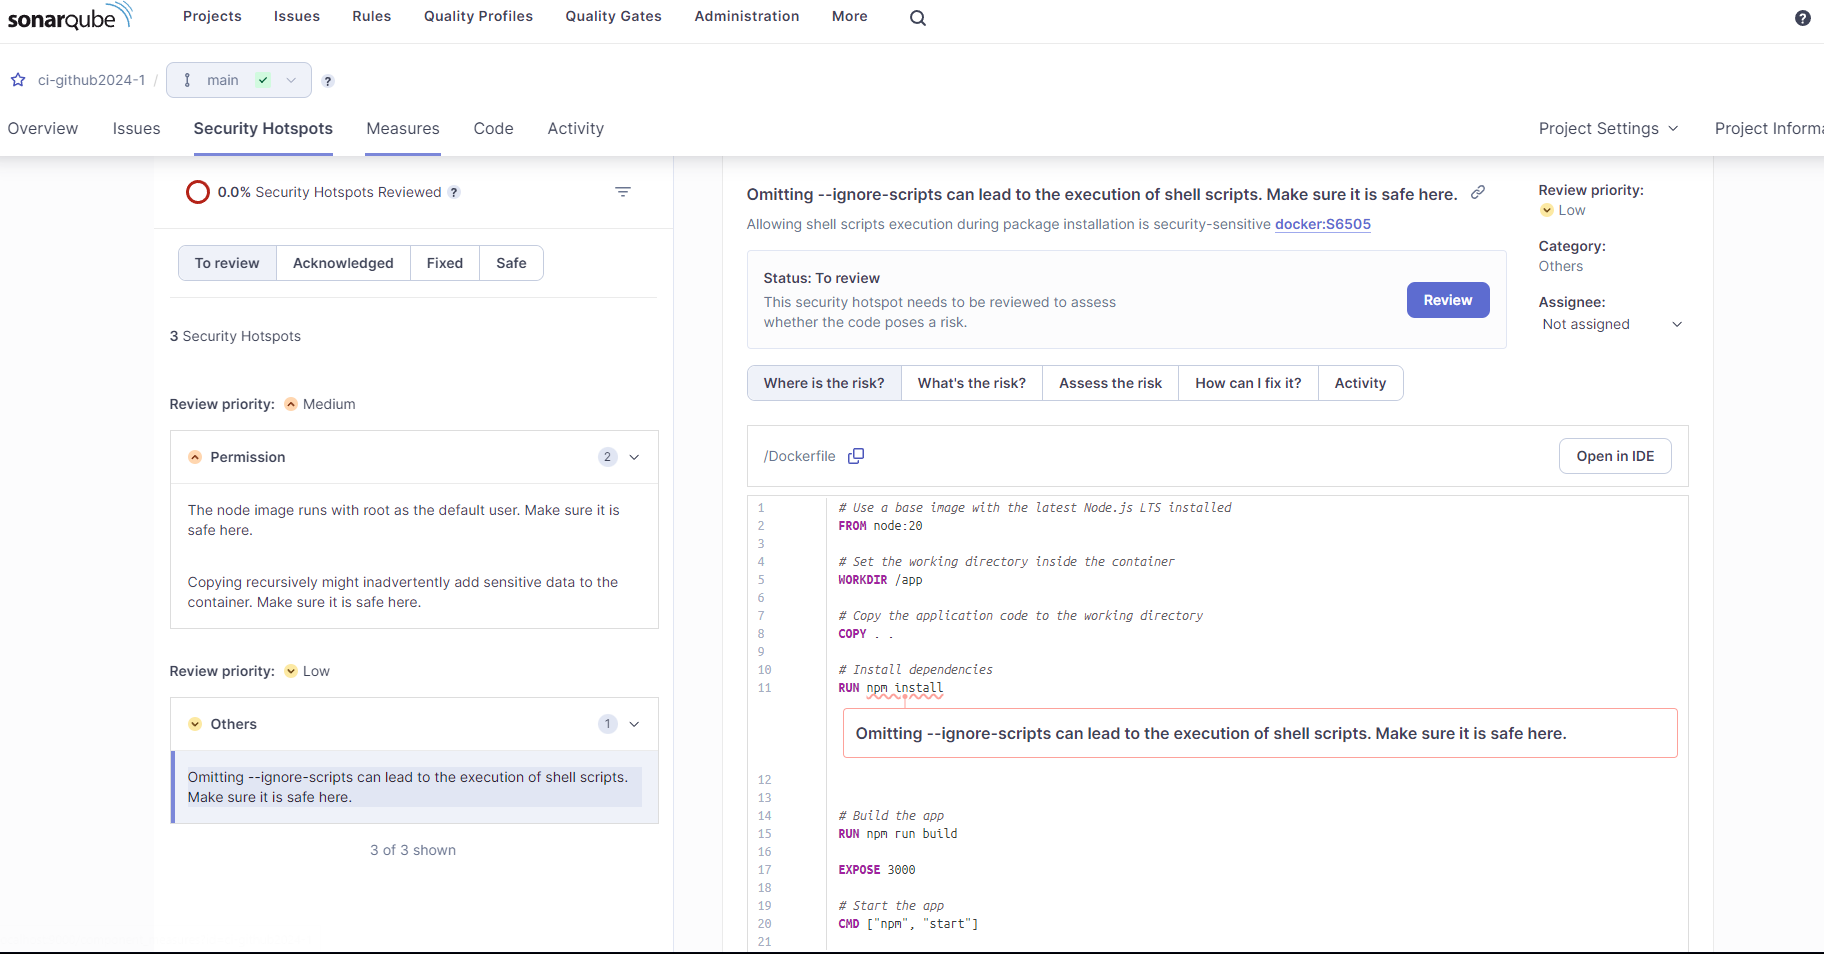 sonarqube
Projects Issues Rules Quality Profiles Quality Gates Administration More
?
ci-github2024-1 / main ?
Overview Issues Security Hotspots Measures Code Activity Project Settings Project Informa
0.0% Security Hotspots Reviewed ?
To review Acknowledged Fixed Safe
3 Security Hotspots
Review priority: Medium
Permission 2
The node image runs with root as the default user. Make sure it is
safe here.
Copying recursively might inadvertently add sensitive data to the
container. Make sure it is safe here.
Review priority: Low
Others 1
Omitting --ignore-scripts can lead to the execution of shell scripts.
Make sure it is safe here.
3 of 3 shown
Omitting --ignore-scripts can lead to the execution of shell scripts. Make sure it is safe here.
Allowing shell scripts execution during package installation is security-sensitive docker:S6505
Status: To review
This security hotspot needs to be reviewed to assess
whether the code poses a risk.
Review
Review priority:
Low
Category:
Others
Assignee:
Not assigned
Where is the risk? What's the risk? Assess the risk How can I fix it? Activity
/Dockerfile Open in IDE
1 # Use a base image with the latest Node.js LTS installed
2 FROM node:20
3
4 # Set the working directory inside the container
5 WORKDIR /app
6
7 # Copy the application code to the working directory
8 COPY . .
9
10 # Install dependencies
11 RUN npm install
Omitting --ignore-scripts can lead to the execution of shell scripts. Make sure it is safe here.
12
13
14 # Build the app
15 RUN npm run build
16
17 EXPOSE 3000
18
19 # Start the app
20 CMD ["npm", "start"]
21